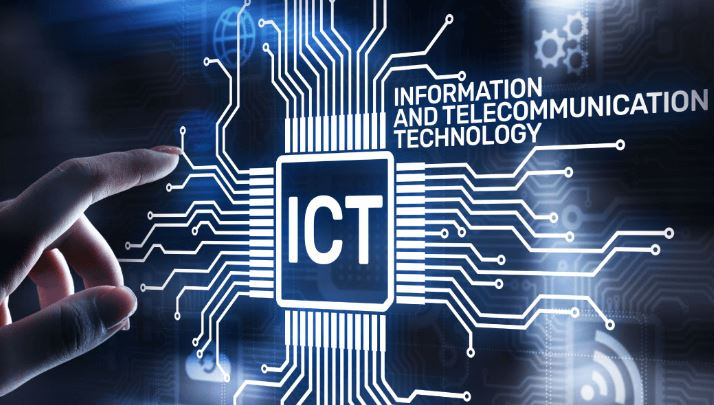 INFORMATION
AND TELECOMMUNICATION
TECHNOLOGY
ICT